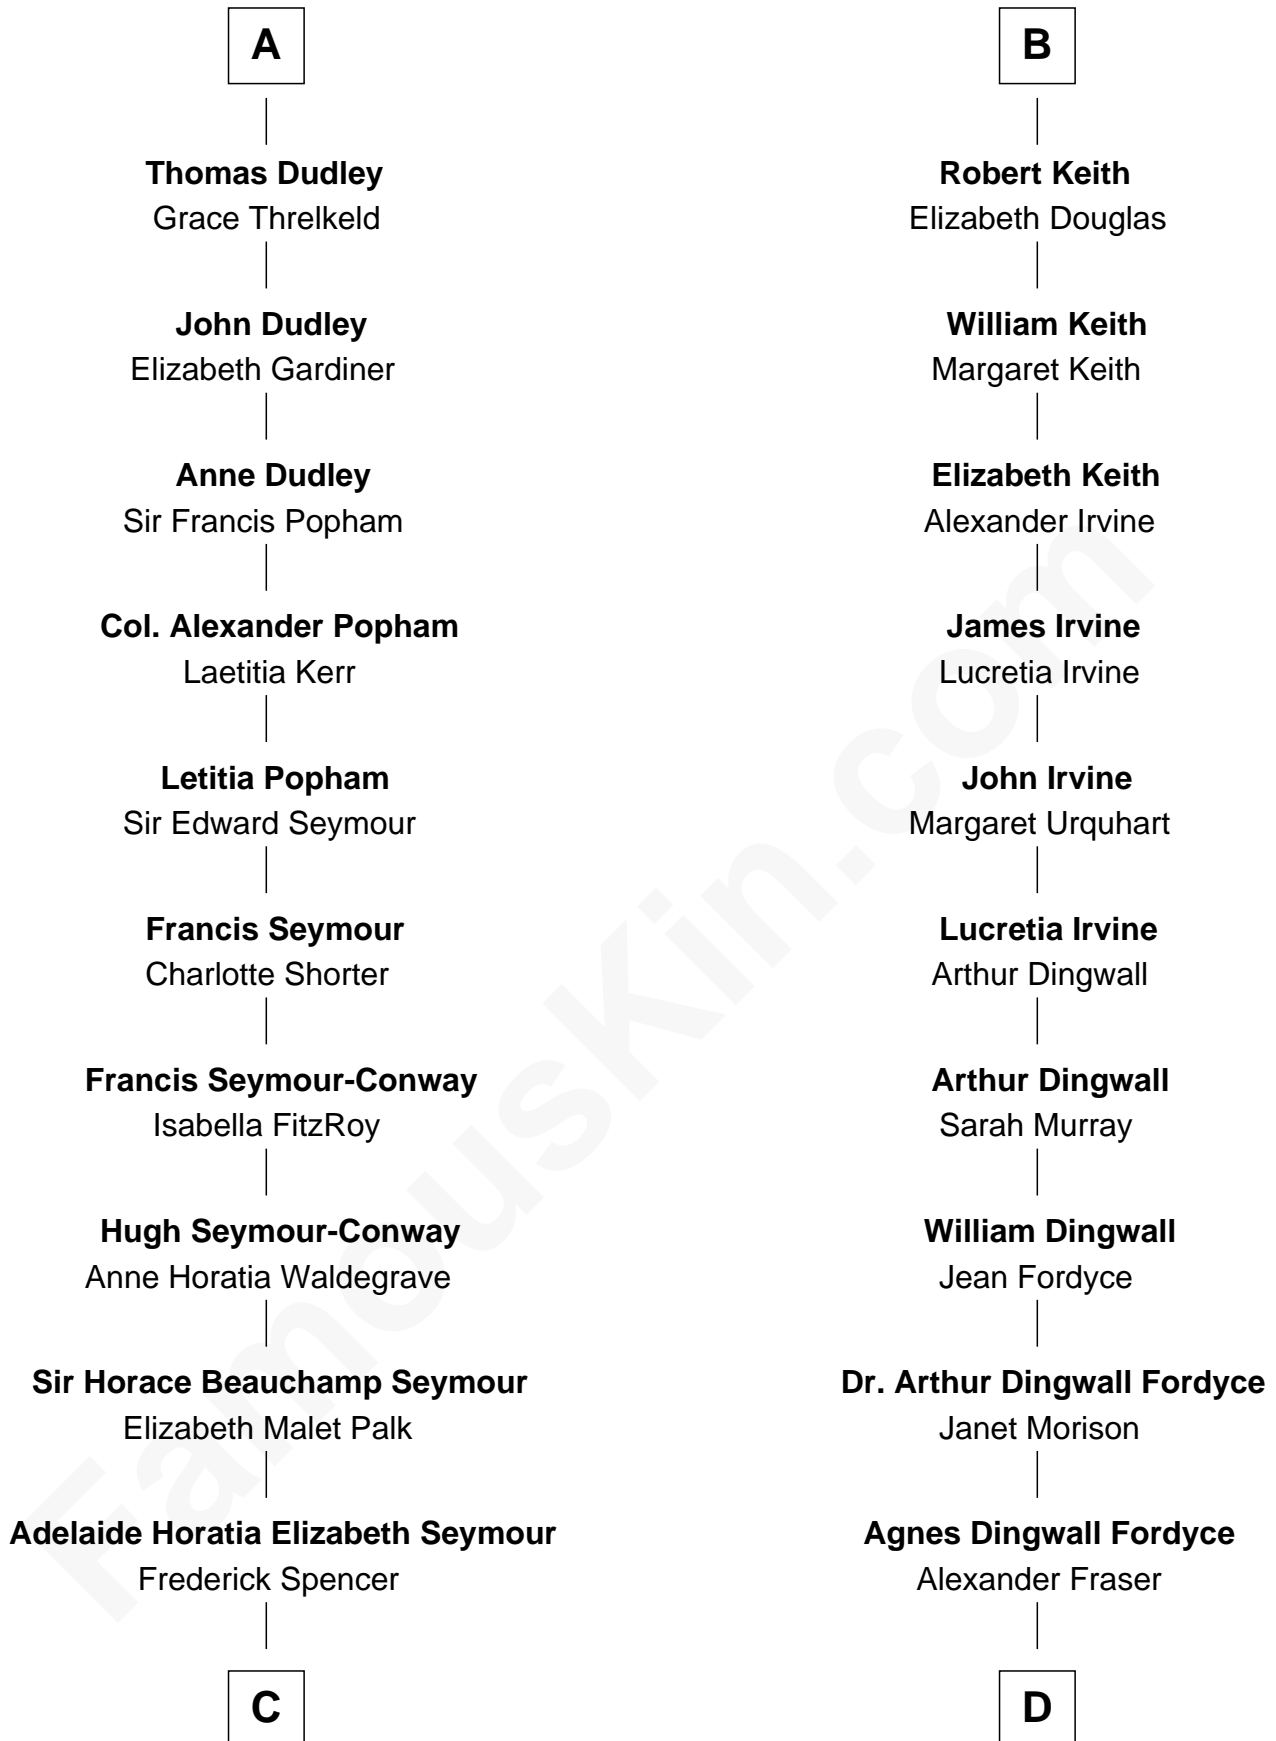 A
Thomas Dudley
Grace Threlkeld
John Dudley
Elizabeth Gardiner
Anne Dudley
Sir Francis Popham
Col. Alexander Popham
Laetitia Kerr
Letitia Popham
Sir Edward Seymour
Francis Seymour
Charlotte Shorter
Francis Seymour-Conway
Isabella FitzRoy
Hugh Seymour-Conway
Anne Horatia Waldegrave
Sir Horace Beauchamp Seymour
Elizabeth Malet Palk
Adelaide Horatia Elizabeth Seymour
Frederick Spencer
C
B
Robert Keith
Elizabeth Douglas
William Keith
Margaret Keith
Elizabeth Keith
Alexander Irvine
James Irvine
Lucretia Irvine
John Irvine
Margaret Urquhart
Lucretia Irvine
Arthur Dingwall
Arthur Dingwall
Sarah Murray
William Dingwall
Jean Fordyce
Dr. Arthur Dingwall Fordyce
Janet Morison
Agnes Dingwall Fordyce
Alexander Fraser
D
FamousKin.com